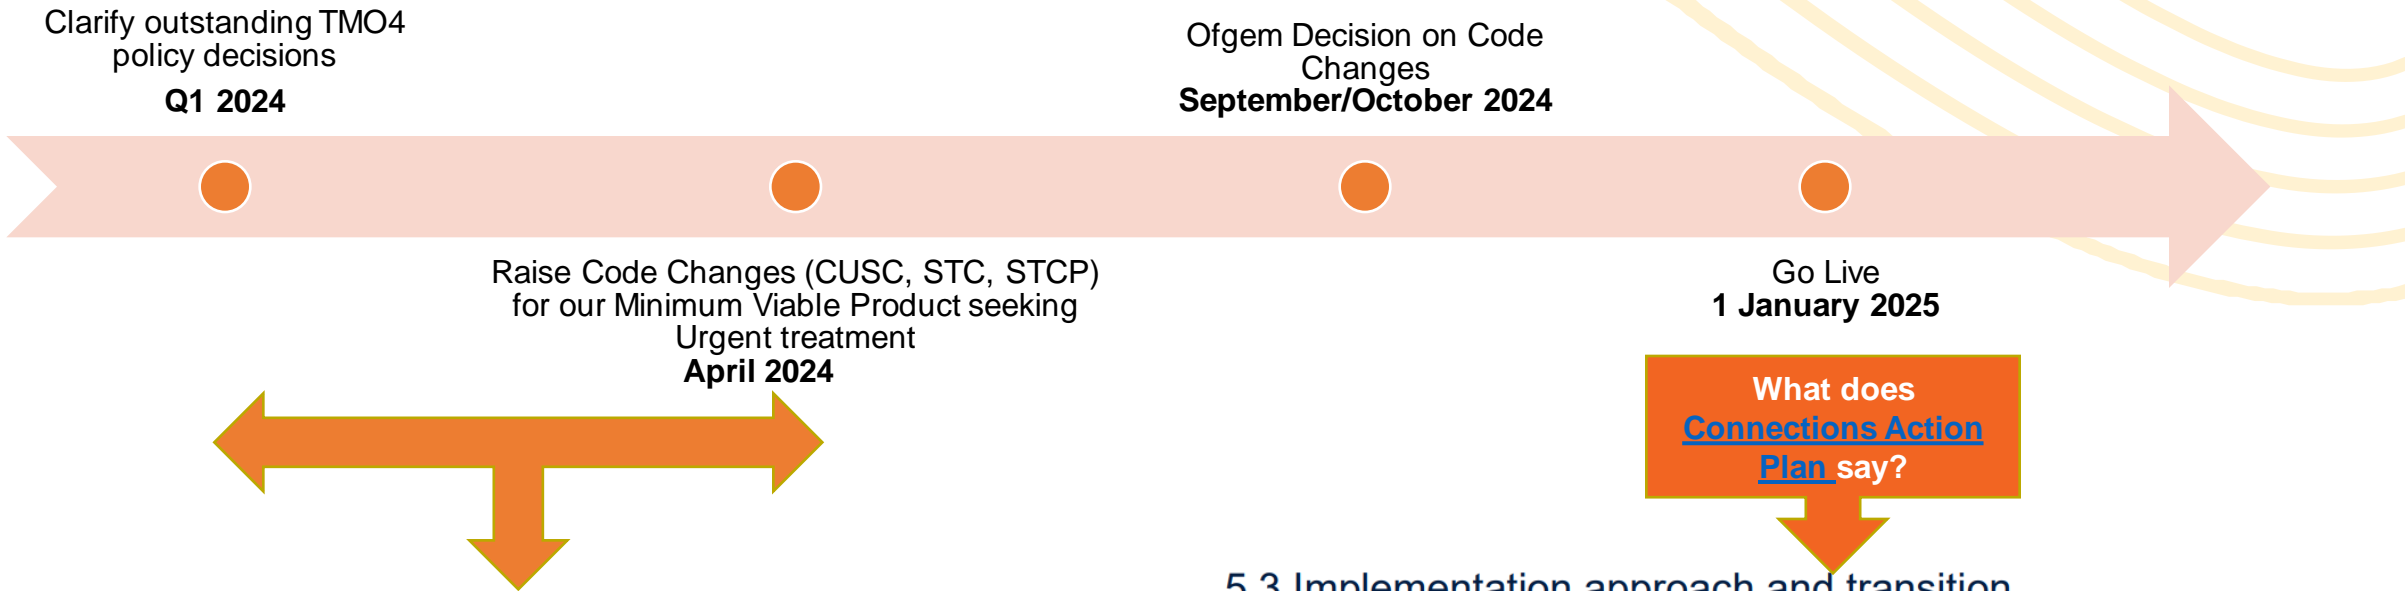 Clarify outstanding TMO4
policy decisions
Q1 2024
Ofgem Decision on Code
Changes
September/October 2024
Raise Code Changes (CUSC, STC, STCP)
for our Minimum Viable Product seeking
Urgent treatment
April 2024
Go Live
1 January 2025
What does
Connections Action
Plan say?
5.3 Implementation approach and transition